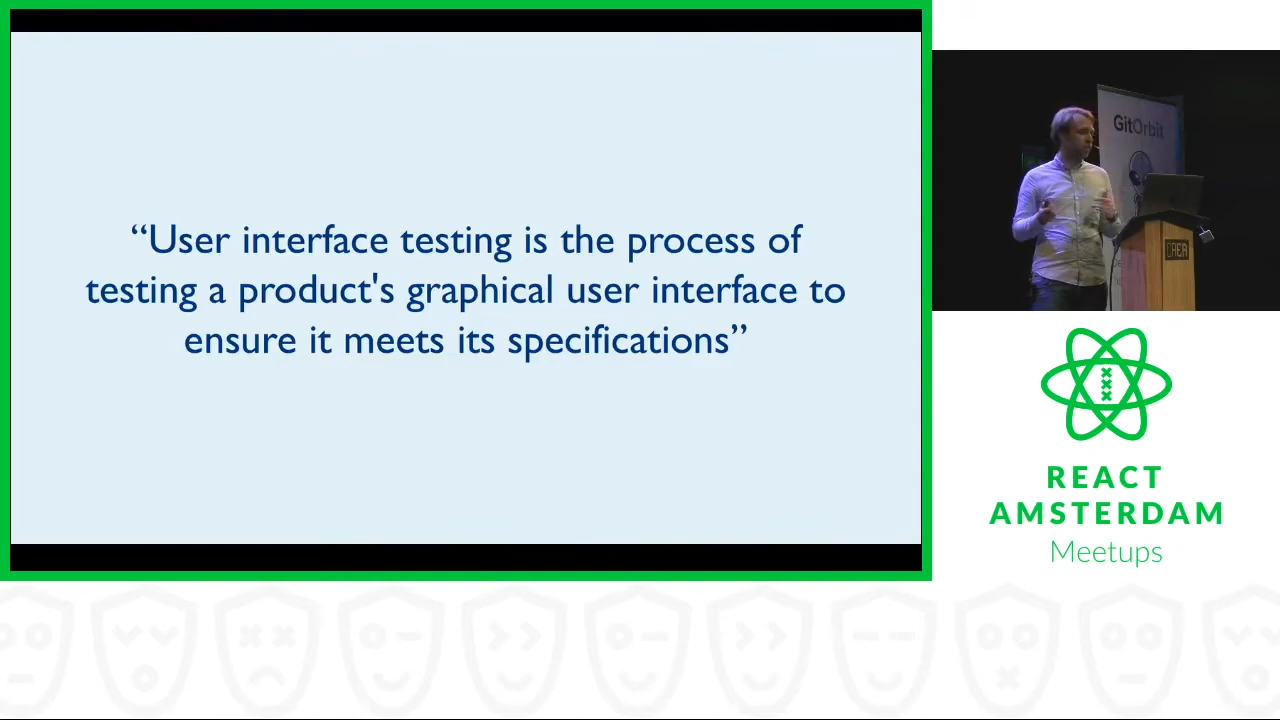 “User interface testing is the process of
testing a product's graphical user interface to
ensure it meets its specifications”
GitOrbit
CREA
REACT
AMSTERDAM
Meetups